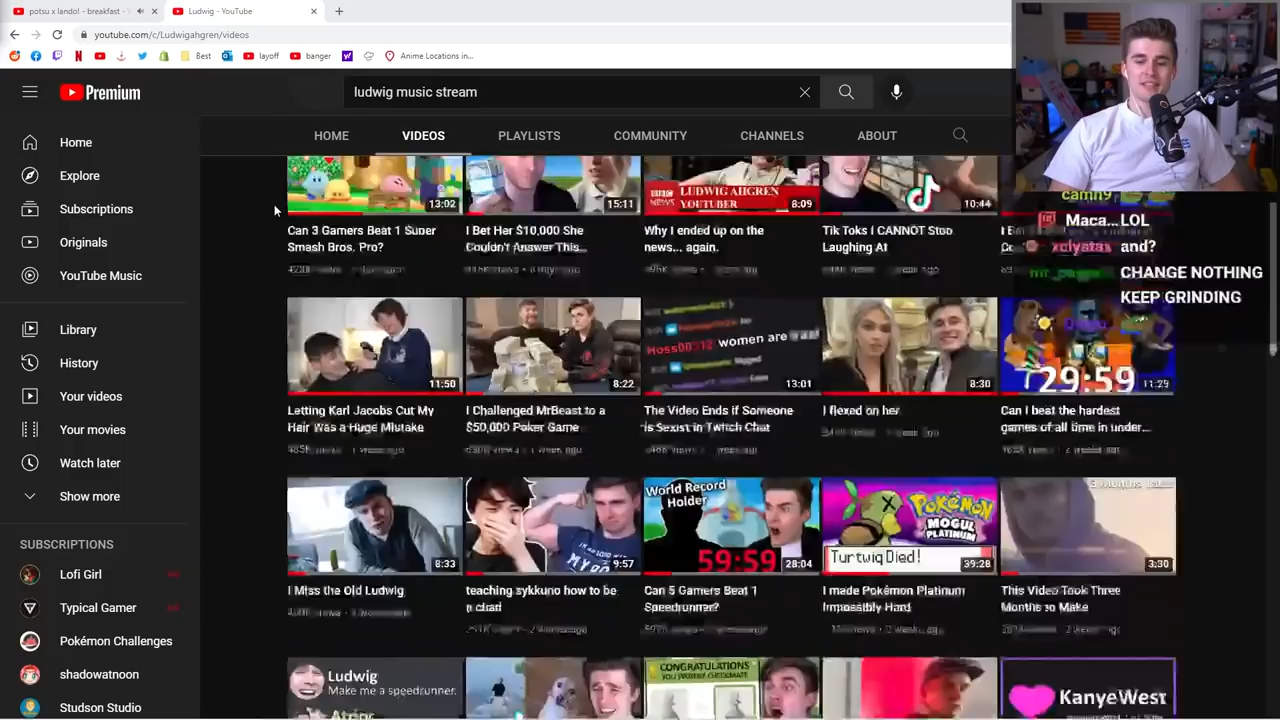 potsu x lando! - breakfast -
Ludwig - YouTube
youtube.com/c/Ludwigahgren/videos
Best
layoff
banger
Anime Locations in...
Premium
ludwig music stream
HOME
VIDEOS
PLAYLISTS
COMMUNITY
CHANNELS
ABOUT
Home
Explore
Subscriptions
Originals
YouTube Music
Library
History
Your videos
Your movies
Watch later
Show more
SUBSCRIPTIONS
Lofi Girl
Typical Gamer
Pokémon Challenges
shadowatnoon
Studson Studio
13:02
Can 3 Gamers Beat 1 Super
Smash Bros. Pro?
15:11
I Bet Her $10,000 She
Couldn't Answer This...
BBC
NEWS
LUDWIG AHGREN
YOUTUBER
8:09
Why I ended up on the
news... again.
10:44
Tik Toks I CANNOT Stop
Laughing At
Maca... LOL
xclystax and?
CHANGE NOTHING
KEEP GRINDING
11:50
Letting Karl Jacobs Cut My
Hair Was a Huge Mistake
8:22
I Challenged MrBeast to a
$50,000 Poker Game
women are
13:01
The Video Ends if Someone
is Sexist in Twitch Chat
8:30
I flexed on her
29:59
11:29
Can I beat the hardest
games of all time in under...
8:33
I Miss the Old Ludwig
9:57
teaching sykkuno how to be
a chad
World Record
Holder
59:59
28:04
Can 5 Gamers Beat 1
Speedrunner?
POKéMON
MOGUL
PLATINUM
Turtwig Died!
39:28
I made Pokémon Platinum
Impossibly Hard
3:30
This Video Took Three
Months to Make
Ludwig
Make me a speedrunner.
CONGRATULATIONS
KanyeWest